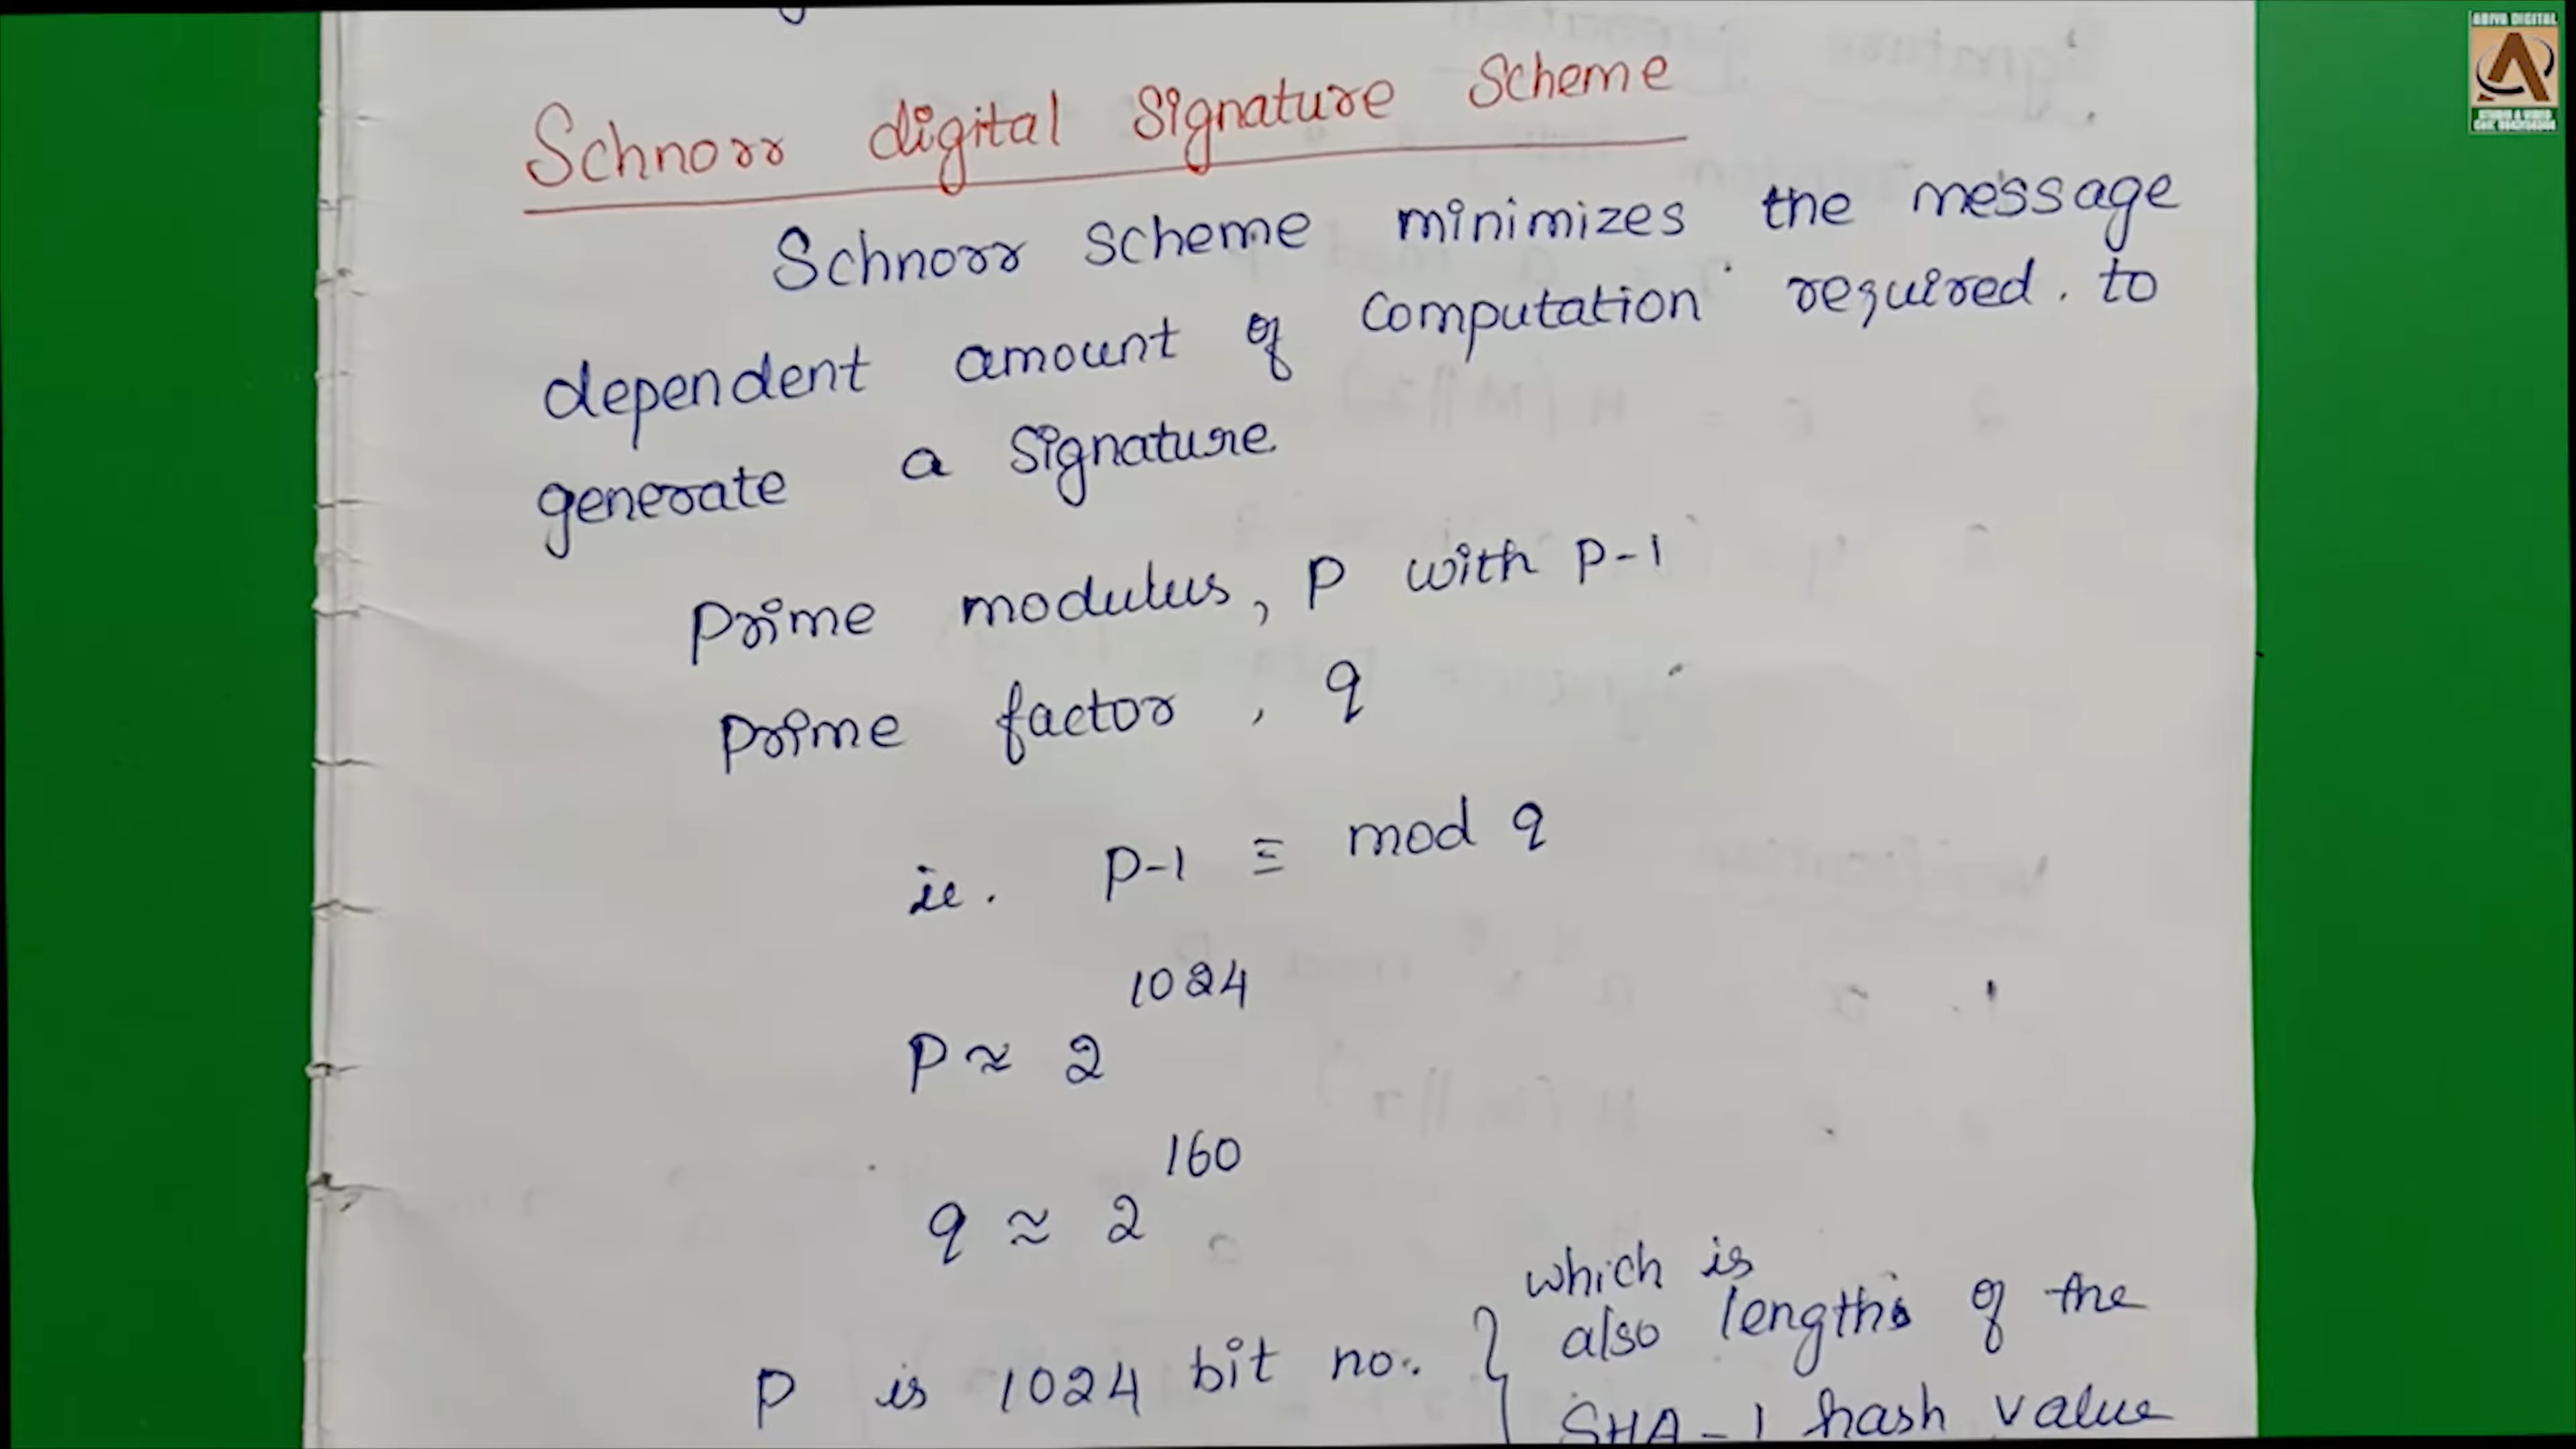 Schnorr digital Signature Scheme
Schnorr Scheme minimizes the message
dependent amount of Computation required. to
generate a Signature
Prime modulus, P with P-1
Prime factor, q
ie. P-1 ≡ mod q
P ≈ 2^1024
q ≈ 2^160
which is
P is 1024 bit no. } also lengths of the
SHA-1 hash value
ABIVA DIGITAL